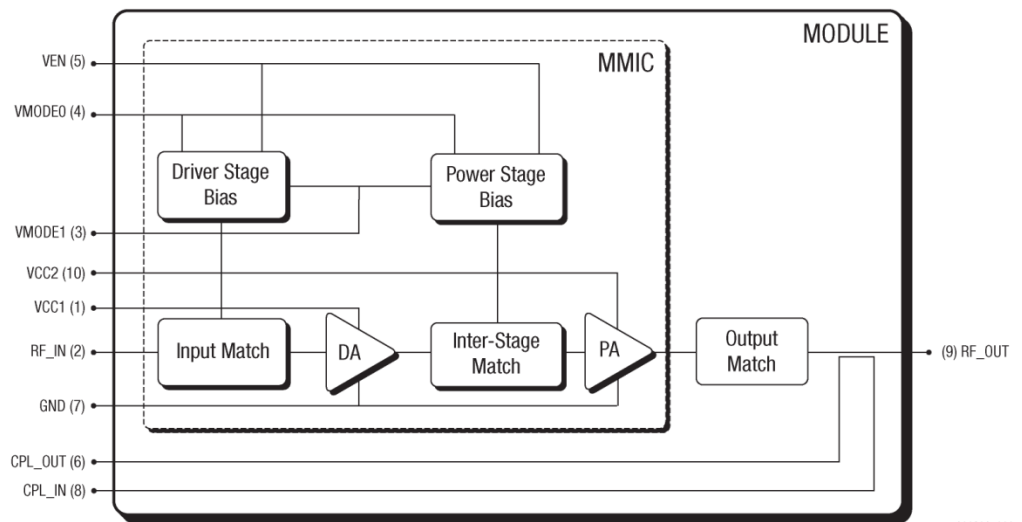 MODULE
MMIC
VEN (5)
VMODE0 (4)
Driver Stage
Bias
Power Stage
Bias
VMODE1 (3)
VCC2 (10)
VCC1 (1)
RF_IN (2)
Input Match
DA
Inter-Stage
Match
PA
Output
Match
(9) RF_OUT
GND (7)
CPL_OUT (6)
CPL_IN (8)